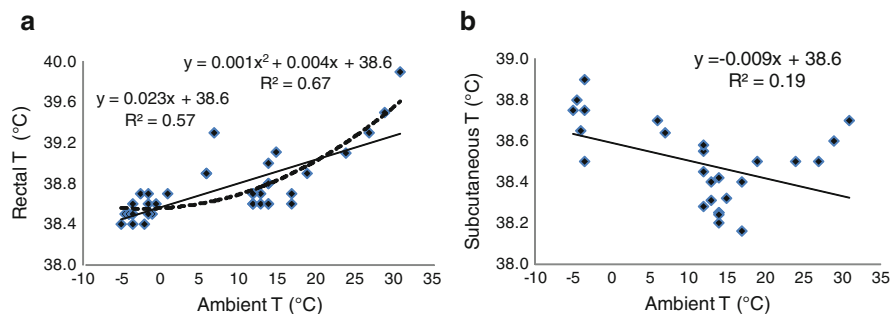 a
y = 0.001x² + 0.004x + 38.6
R² = 0.67
y = 0.023x + 38.6
R² = 0.57
Rectal T (°C)
40.0
39.6
39.2
38.8
38.4
38.0
-10 -5 0 5 10 15 20 25 30 35
Ambient T (°C)
b
y =-0.009x + 38.6
R² = 0.19
Subcutaneous T (°C)
39.0
38.8
38.6
38.4
38.2
38.0
-10 -5 0 5 10 15 20 25 30 35
Ambient T (°C)